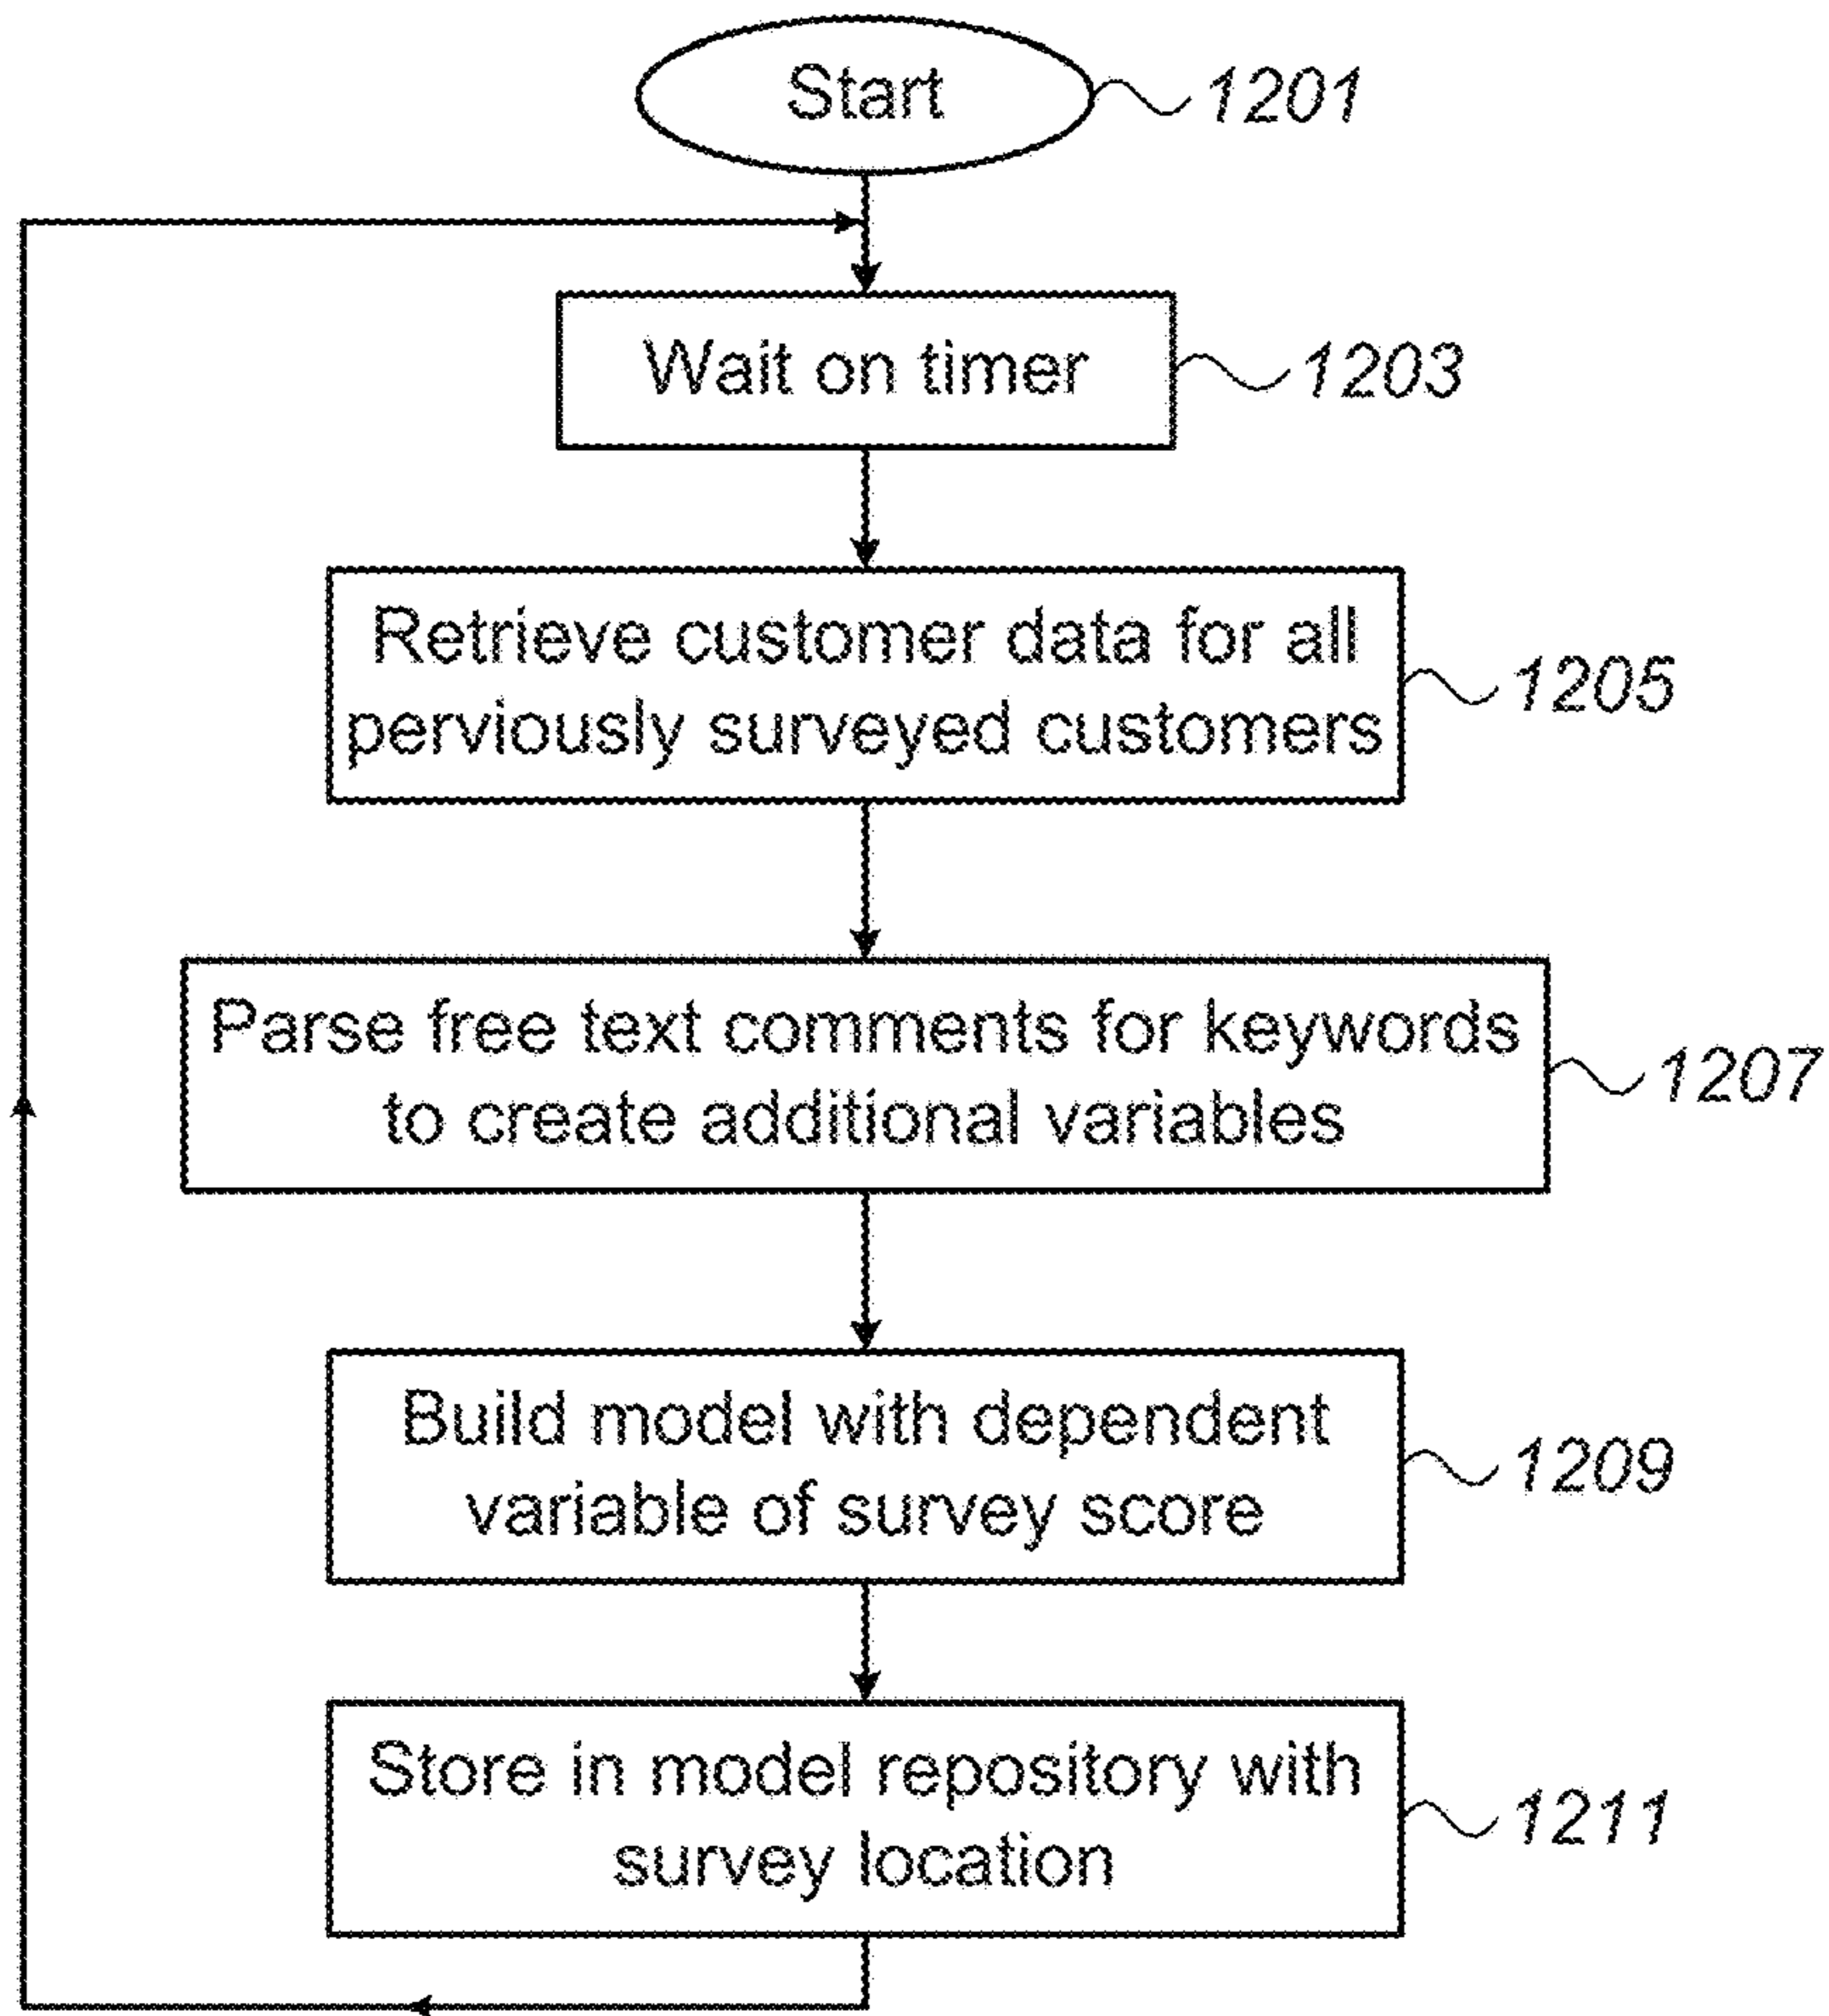 Start
1201
Wait on timer
1203
Retrieve customer data for all
perviously surveyed customers
1205
Parse free text comments for keywords
to create additional variables
1207
Build model with dependent
variable of survey score
1209
Store in model repository with
survey location
1211